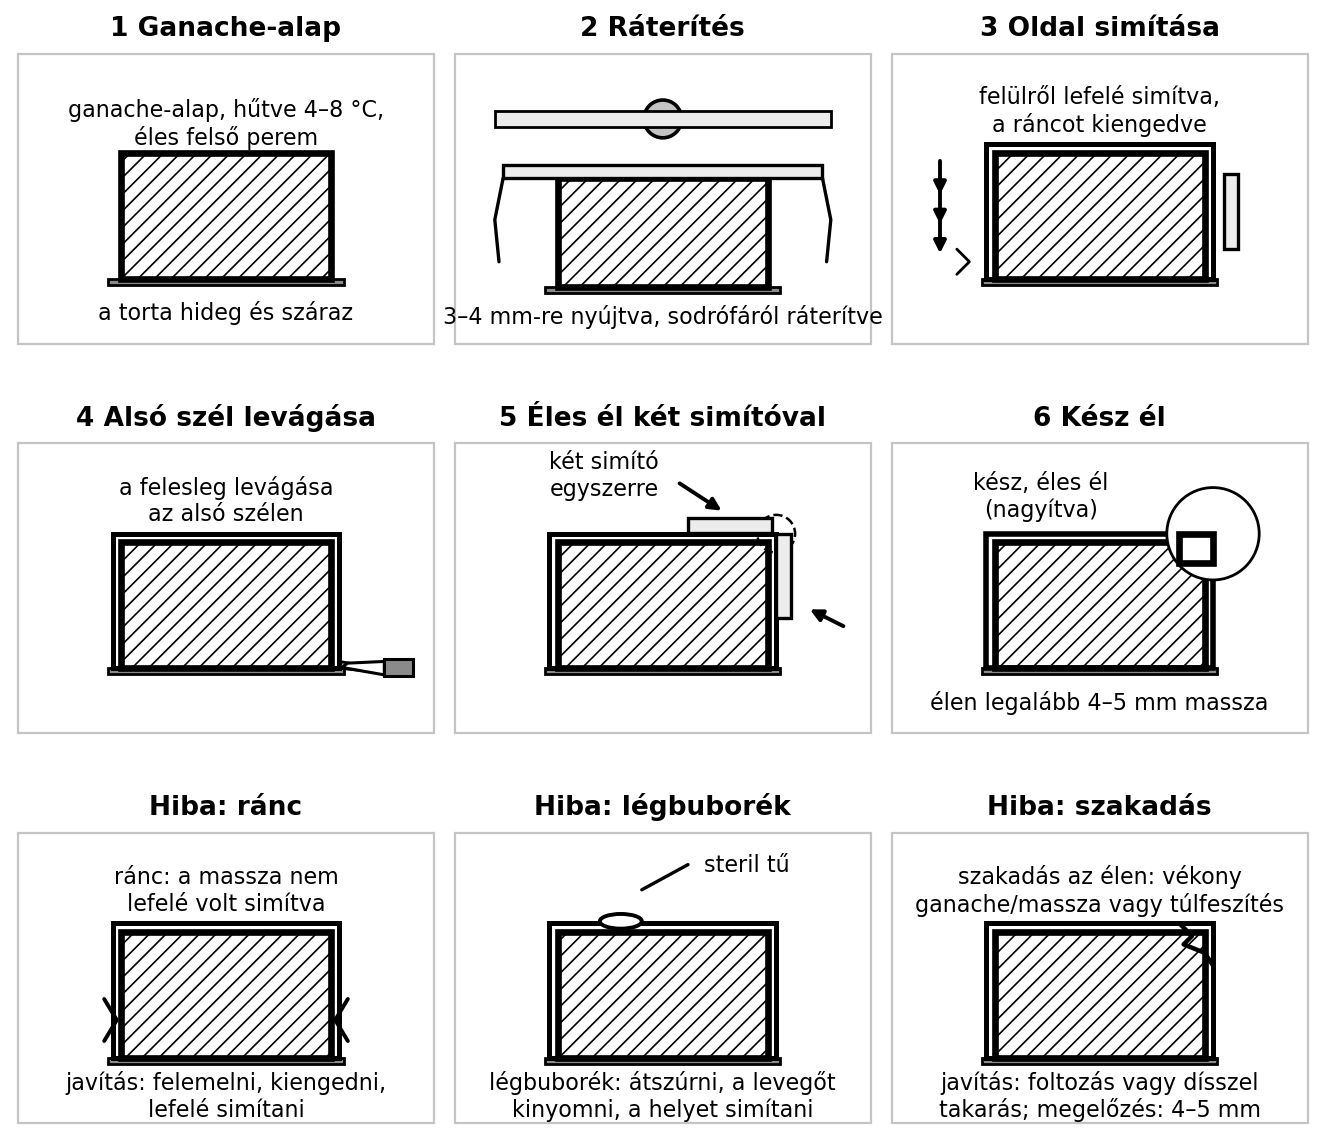 1 Ganache-alap
ganache-alap, hűtve 4–8 °C,
éles felső perem
a torta hideg és száraz
2 Ráterítés
3–4 mm-re nyújtva, sodrófáról ráterítve
3 Oldal simítása
felülről lefelé simítva,
a ráncot kiengedve
4 Alsó szél levágása
a felesleg levágása
az alsó szélen
5 Éles él két simítóval
két simító
egyszerre
6 Kész él
kész, éles él
(nagyítva)
élen legalább 4–5 mm massza
Hiba: ránc
ránc: a massza nem
lefelé volt simítva
javítás: felemelni, kiengedni,
lefelé simítani
Hiba: légbuborék
steril tű
légbuborék: átszúrni, a levegőt
kinyomni, a helyet simítani
Hiba: szakadás
szakadás az élen: vékony
ganache/massza vagy túlfeszítés
javítás: foltozás vagy dísszel
takarás; megelőzés: 4–5 mm